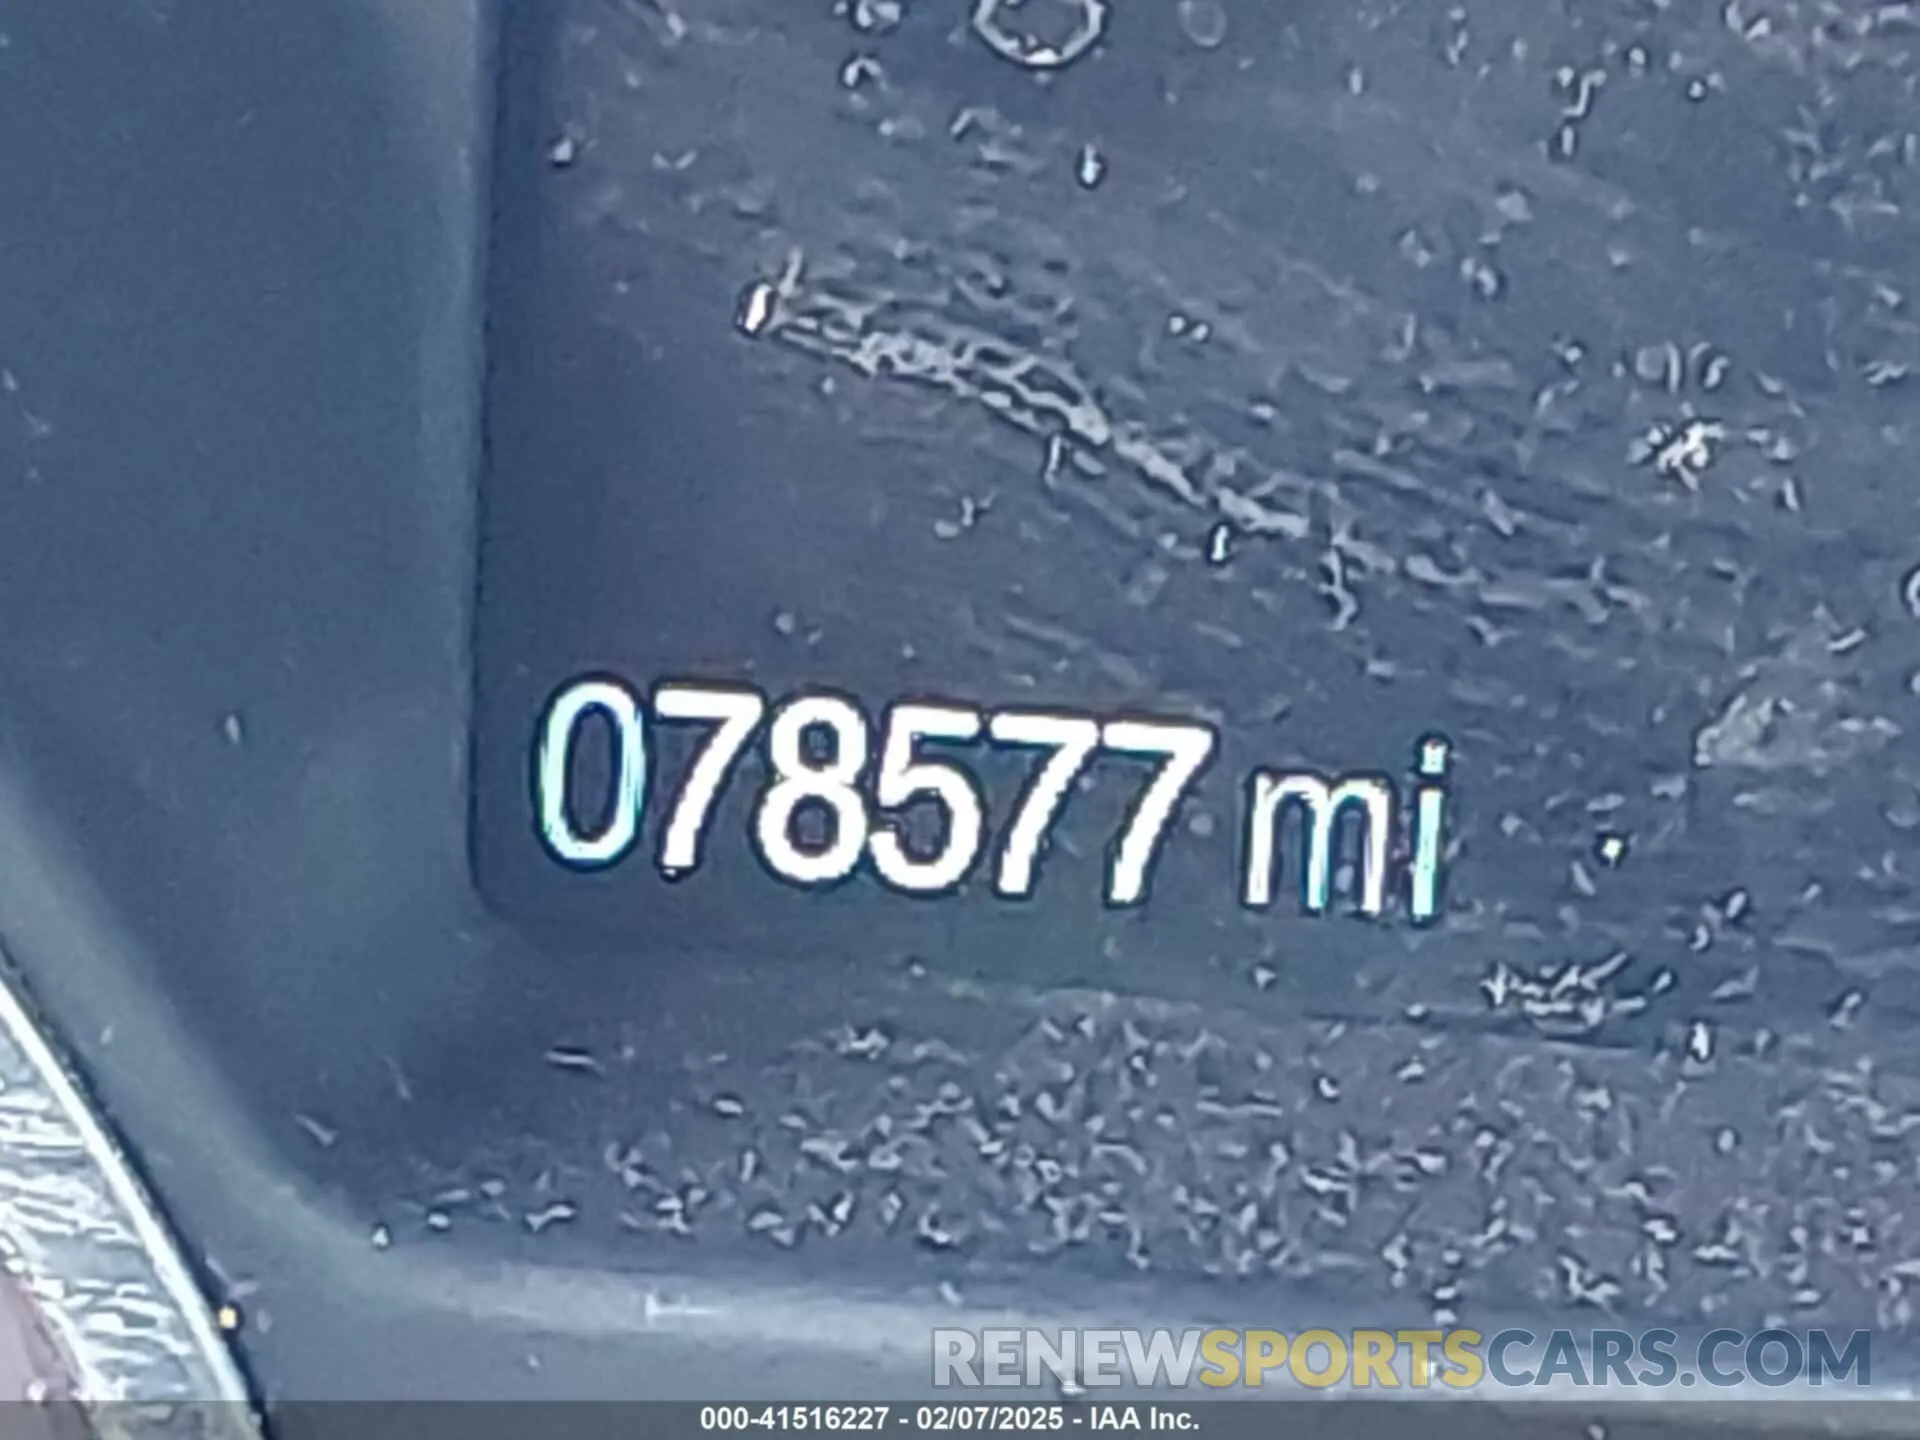 078577 mi
RENEWSPORTSCARS.COM
000-41516227 - 02/07/2025 - IAA Inc.